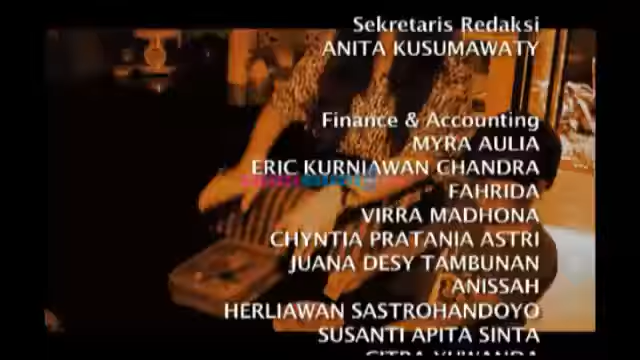 Sekretaris Redaksi
ANITA KUSUMAWATY
Finance & Accounting
MYRA AULIA
ERIC KURNIAWAN CHANDRA
FAHRIDA
VIRRA MADHONA
CHYNTIA PRATANIA ASTRI
JUANA DESY TAMBUNAN
ANISSAH
HERLIAWAN SASTROHANDOYO
SUSANTI APITA SINTA